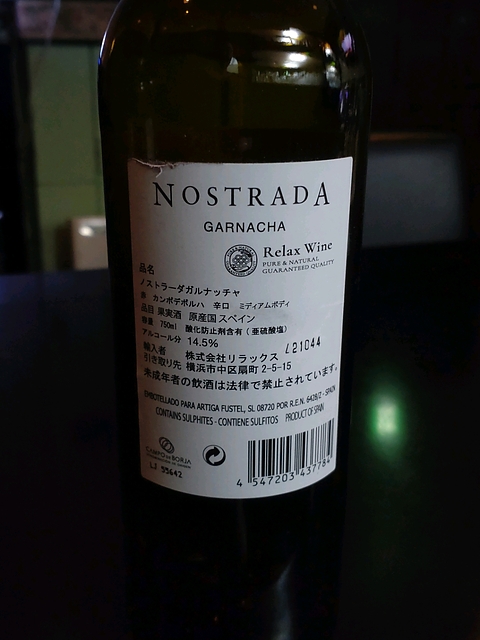 NOSTRADA
GARNACHA
Relax Wine
PURE & NATURAL
GUARANTEED QUALITY
品名
ノストラーダガルナッチャ
赤 カンポデボルハ 辛口 ミディアムボディ
品目 果実酒 原産国 スペイン
容量 750ml 酸化防止剤含有（亜硫酸塩）
アルコール分 14.5%
輸入者 株式会社リラックス L21044
引き取り先 横浜市中区扇町 2-5-15
未成年者の飲酒は法律で禁止されています。
EMBOTELLADO PARA ARTIGA FUSTEL, SL 08720 POR R.E.N. 6428/Z - SPAIN
CONTAINS SULPHITES - CONTIENE SULFITOS PRODUCT OF SPAIN
CAMPO DE BORJA
LJ 35642
4 547203 437784